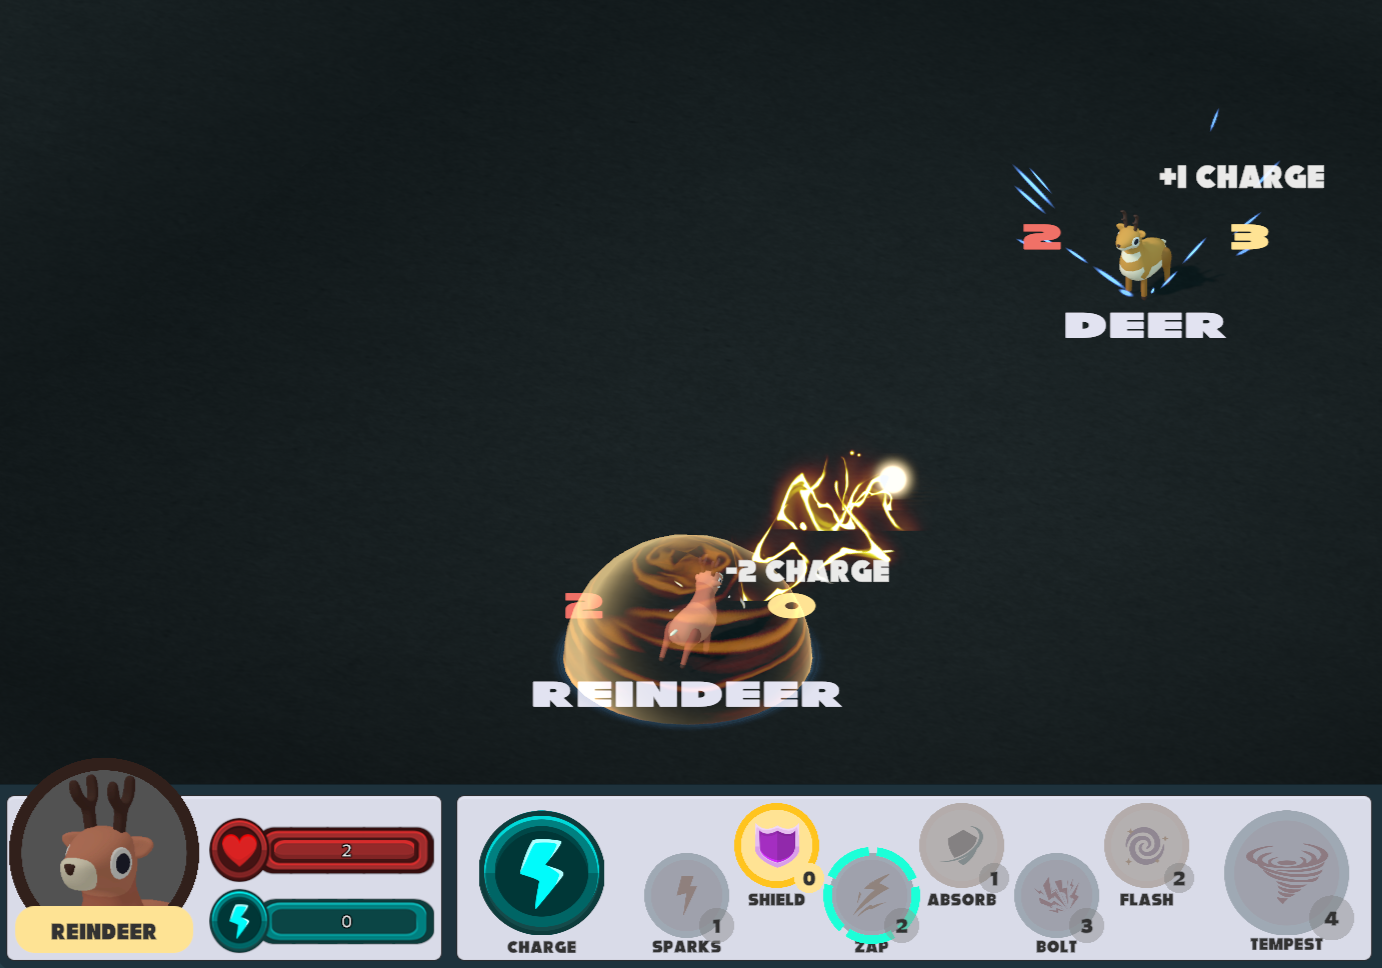 +1 CHARGE
2
3
DEER
-2 CHARGE
2
0
REINDEER
2
0
REINDEER
CHARGE
1
SPARKS
0
SHIELD
2
ZAP
1
ABSORB
3
BOLT
2
FLASH
4
TEMPEST